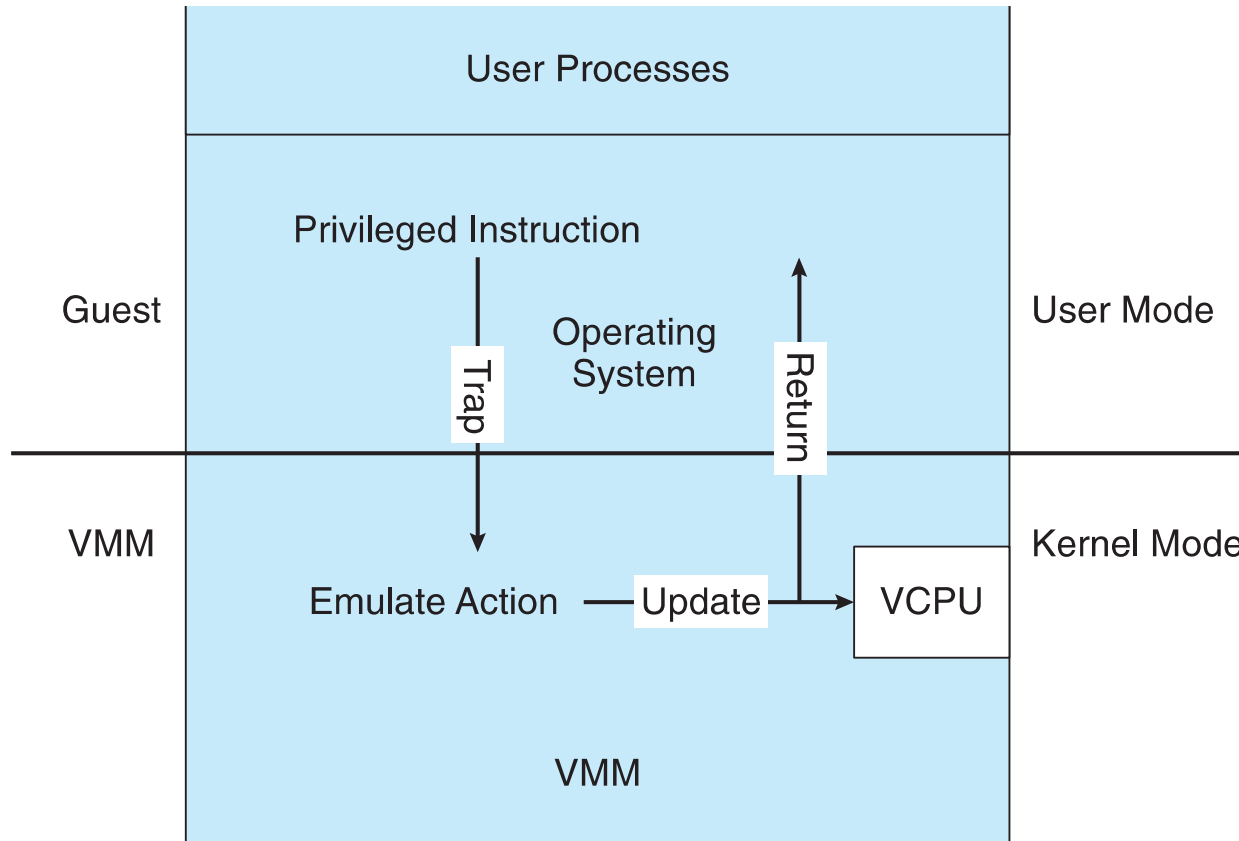 User Processes
Privileged Instruction
Guest
User Mode
Operating
System
Trap
Return
VMM
Kernel Mode
Emulate Action
Update
VCPU
VMM